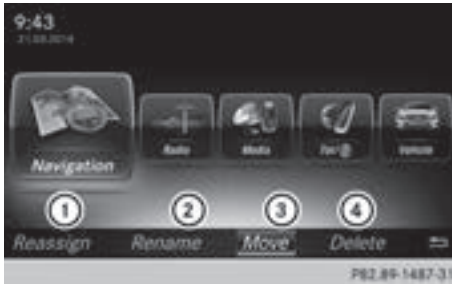 9:43
Navigation Radio Media Vehicle
1 2 3 4
Reassign Rename Move Delete
P82.89-1487-31